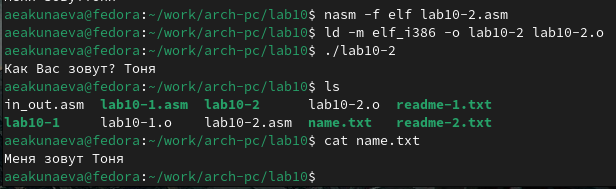 aeakunaeva@fedora:~/work/arch-pc/lab10$ nasm -f elf lab10-2.asm
aeakunaeva@fedora:~/work/arch-pc/lab10$ ld -m elf_i386 -o lab10-2 lab10-2.o
aeakunaeva@fedora:~/work/arch-pc/lab10$ ./lab10-2
Как Вас зовут? Тоня
aeakunaeva@fedora:~/work/arch-pc/lab10$ ls
in_out.asm lab10-1.asm lab10-2 lab10-2.o readme-1.txt
lab10-1 lab10-1.o lab10-2.asm name.txt readme-2.txt
aeakunaeva@fedora:~/work/arch-pc/lab10$ cat name.txt
Меня зовут Тоня
aeakunaeva@fedora:~/work/arch-pc/lab10$